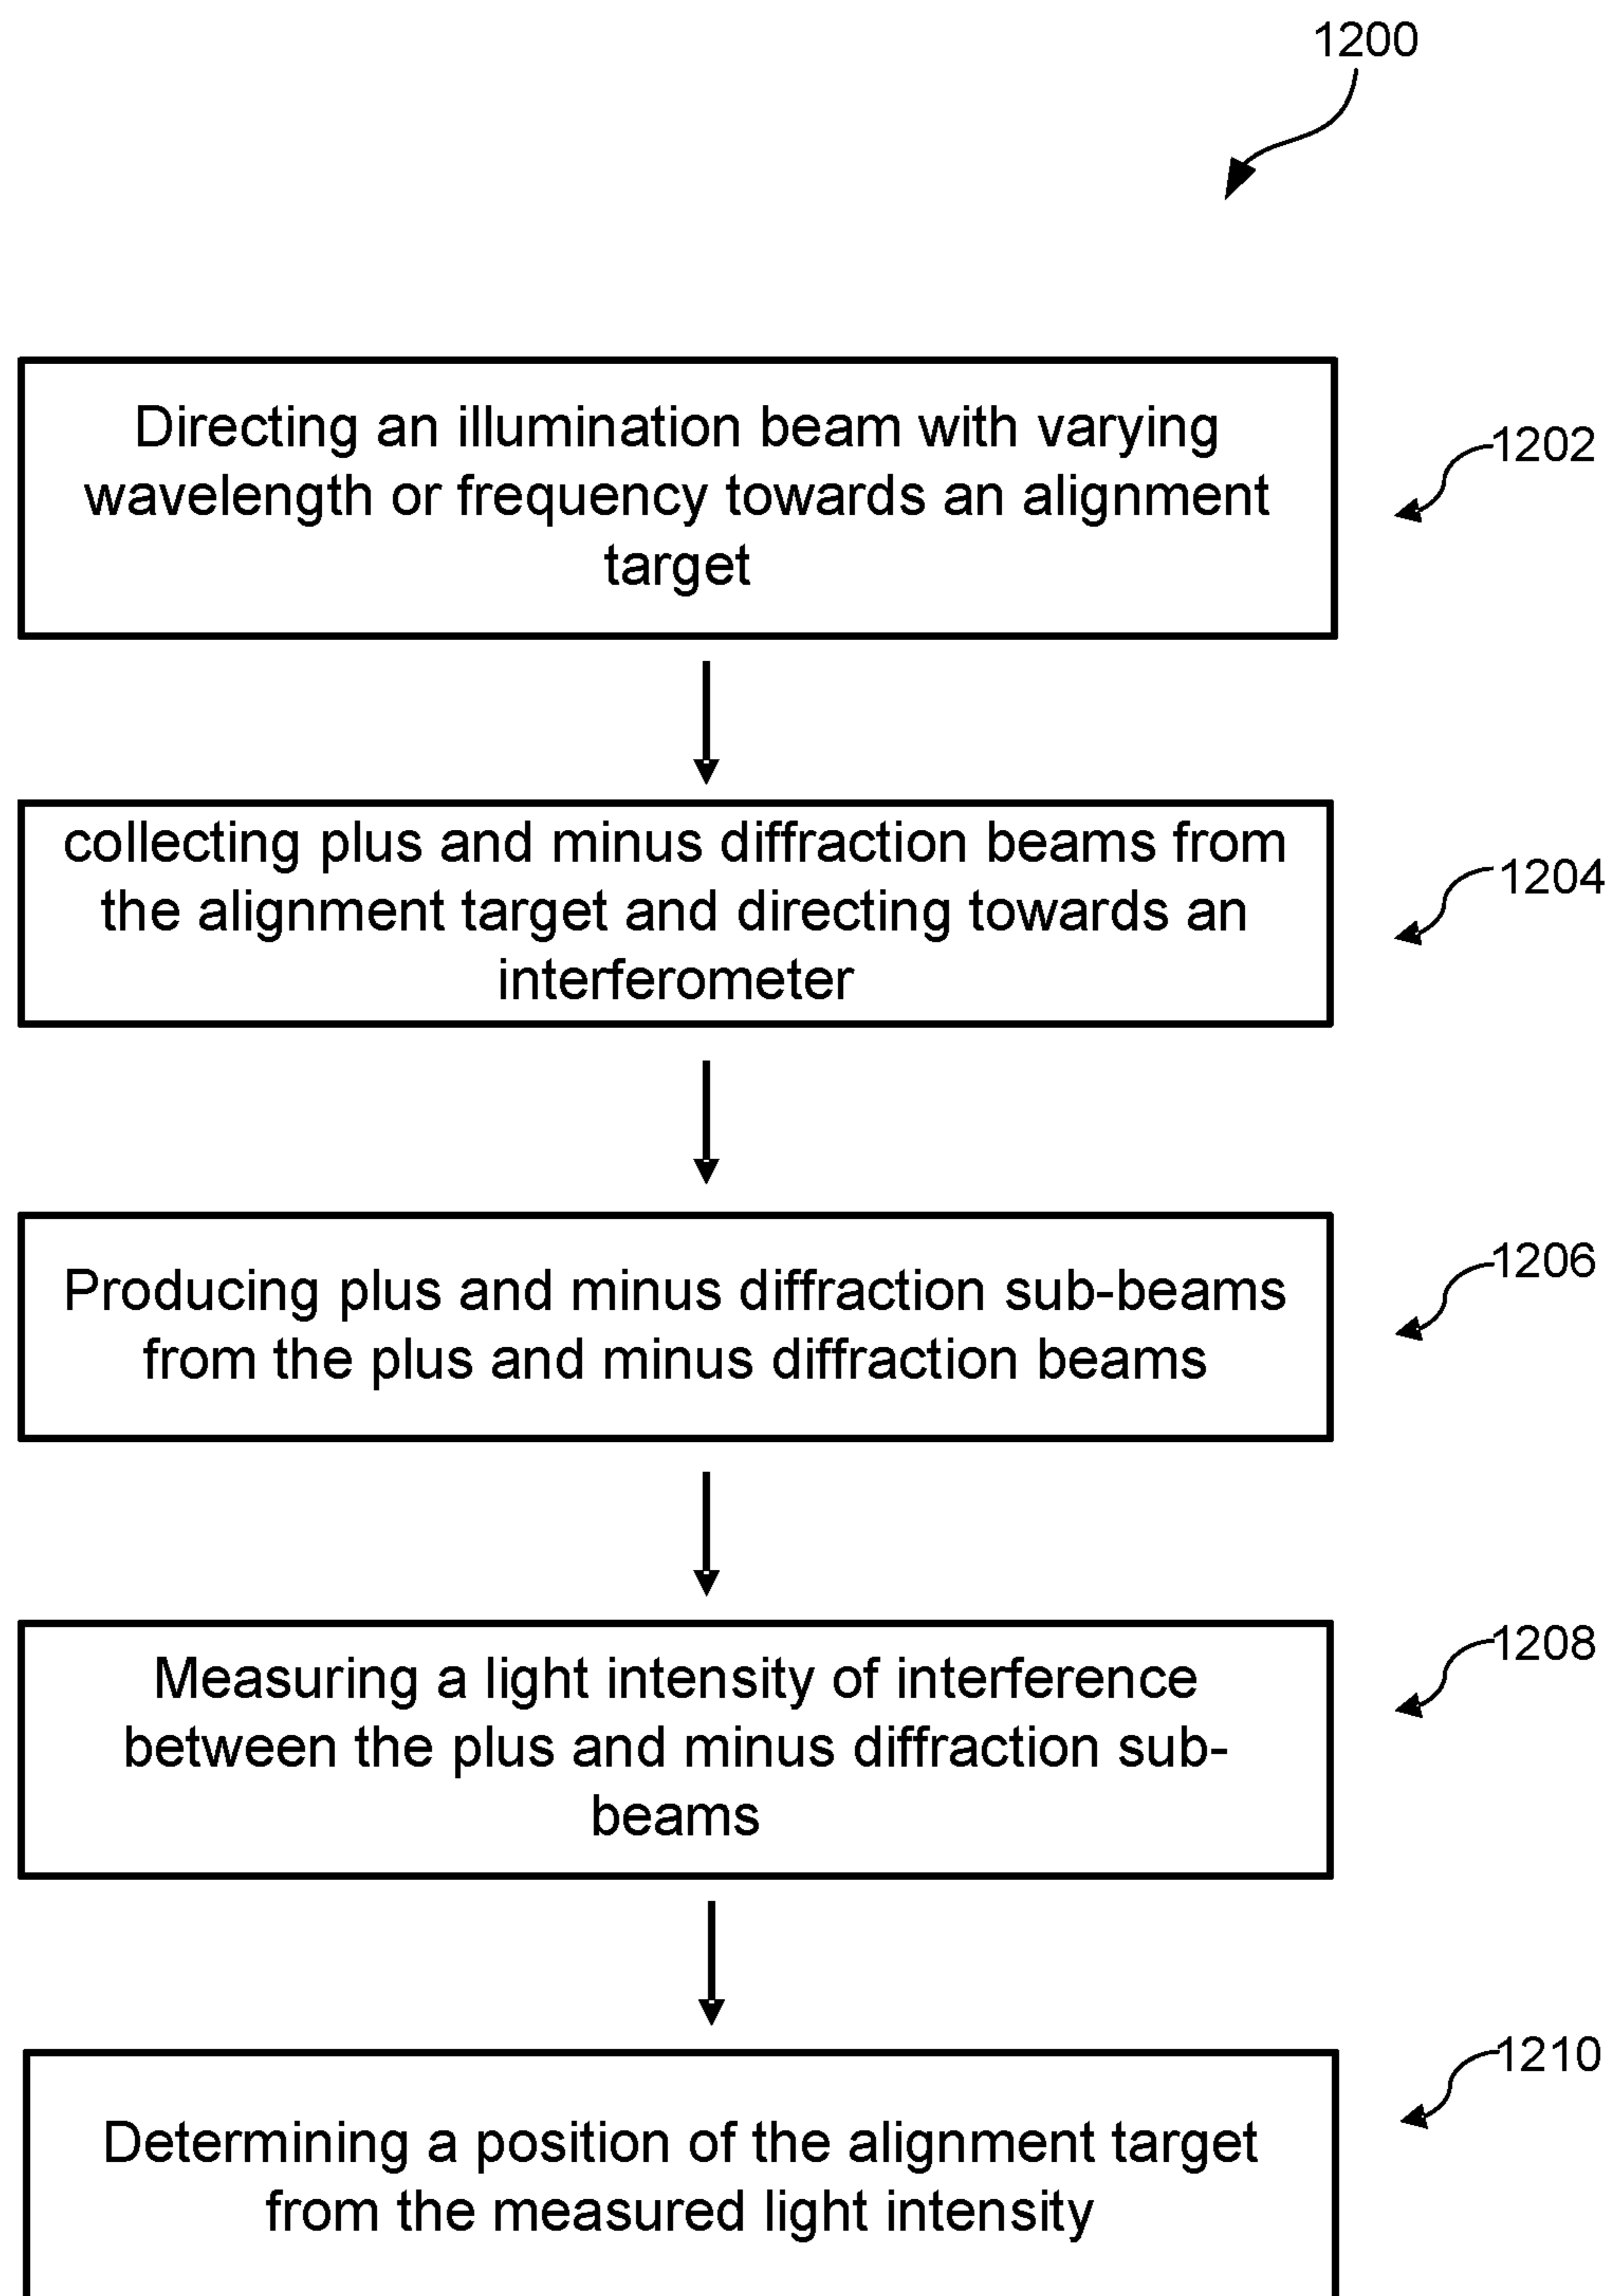 1200
Directing an illumination beam with varying
wavelength or frequency towards an alignment
target
1202
collecting plus and minus diffraction beams from
the alignment target and directing towards an
interferometer
1204
Producing plus and minus diffraction sub-beams
from the plus and minus diffraction beams
1206
Measuring a light intensity of interference
between the plus and minus diffraction sub-
beams
1208
Determining a position of the alignment target
from the measured light intensity
1210